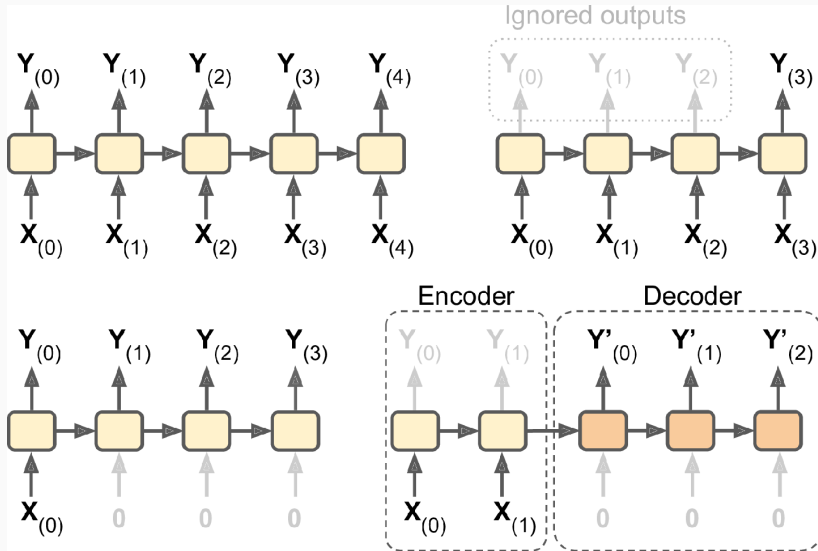 Ignored outputs
Y(0) Y(1) Y(2) Y(3) Y(4)
Y(0) Y(1) Y(2) Y(3)
X(0) X(1) X(2) X(3) X(4)
X(0) X(1) X(2) X(3)
Encoder Decoder
Y(0) Y(1) Y(2) Y(3)
Y(0) Y(1) Y'(0) Y'(1) Y'(2)
X(0) 0 0 0
X(0) X(1) 0 0 0